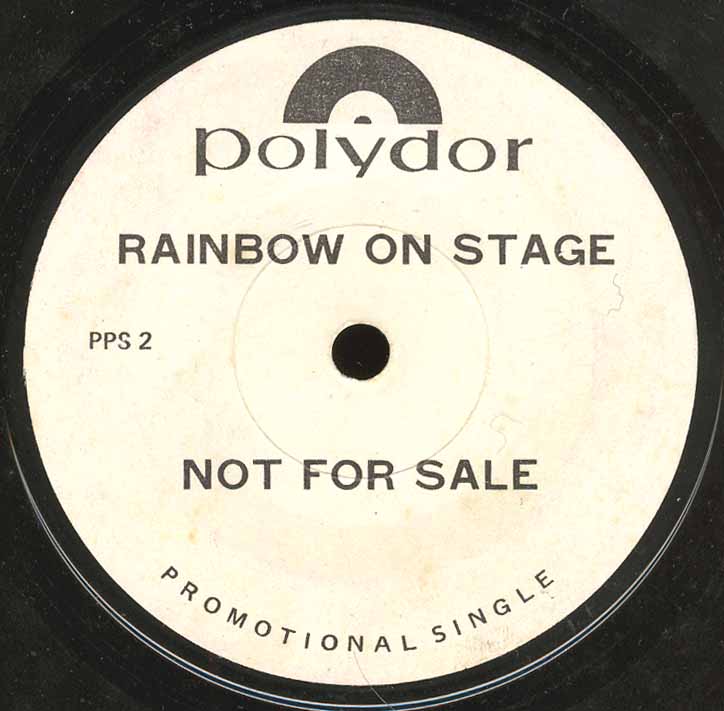 polydor
RAINBOW ON STAGE
PPS 2
NOT FOR SALE
PROMOTIONAL SINGLE